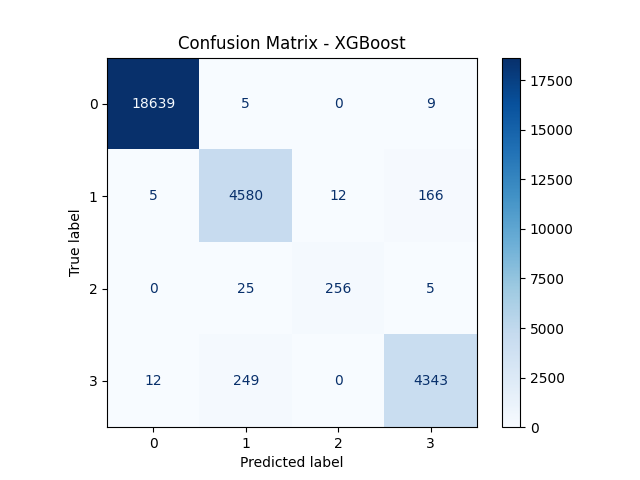 Confusion Matrix - XGBoost
0 18639 5 0 9
1 5 4580 12 166
2 0 25 256 5
3 12 249 0 4343
0 1 2 3
Predicted label
True label
17500
15000
12500
10000
7500
5000
2500
0